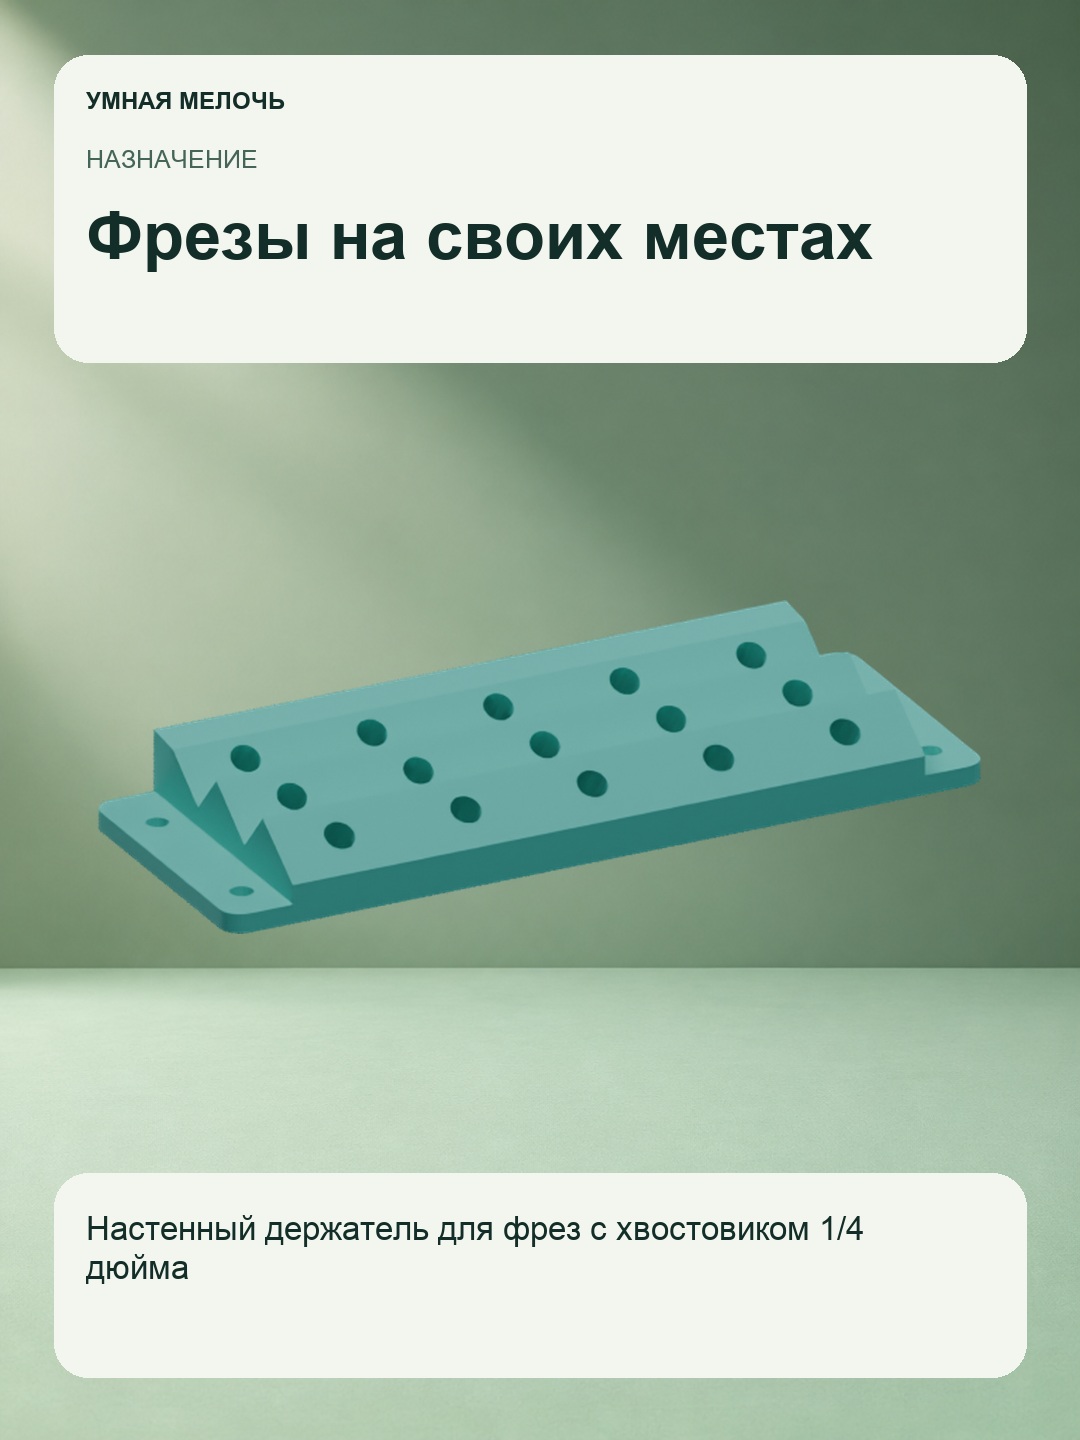 УМНАЯ МЕЛОЧЬ
НАЗНАЧЕНИЕ
Фрезы на своих местах
Настенный держатель для фрез с хвостовиком 1/4
дюйма